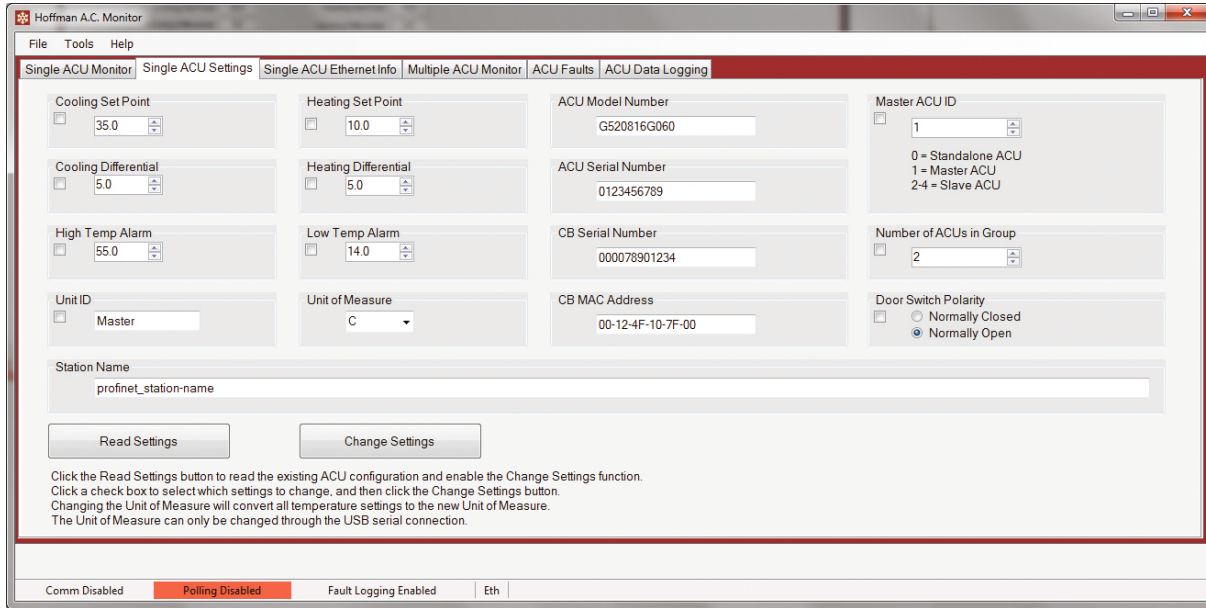 Hoffman A.C. Monitor
File Tools Help
Single ACU Monitor Single ACU Settings Single ACU Ethernet Info Multiple ACU Monitor ACU Faults ACU Data Logging
Cooling Set Point Heating Set Point ACU Model Number Master ACU ID
35.0 10.0 G520816G060 1
0 = Standalone ACU
1 = Master ACU
2-4 = Slave ACU
Cooling Differential Heating Differential ACU Serial Number
5.0 5.0 0123456789
High Temp Alarm Low Temp Alarm CB Serial Number Number of ACUs in Group
55.0 14.0 000078901234 2
Unit ID Unit of Measure CB MAC Address Door Switch Polarity
Master C 00-12-4F-10-7F-00 Normally Closed
Normally Open
Station Name
profinet_station-name
Read Settings Change Settings
Click the Read Settings button to read the existing ACU configuration and enable the Change Settings function.
Click a check box to select which settings to change, and then click the Change Settings button.
Changing the Unit of Measure will convert all temperature settings to the new Unit of Measure.
The Unit of Measure can only be changed through the USB serial connection.
Comm Disabled Polling Disabled Fault Logging Enabled Eth